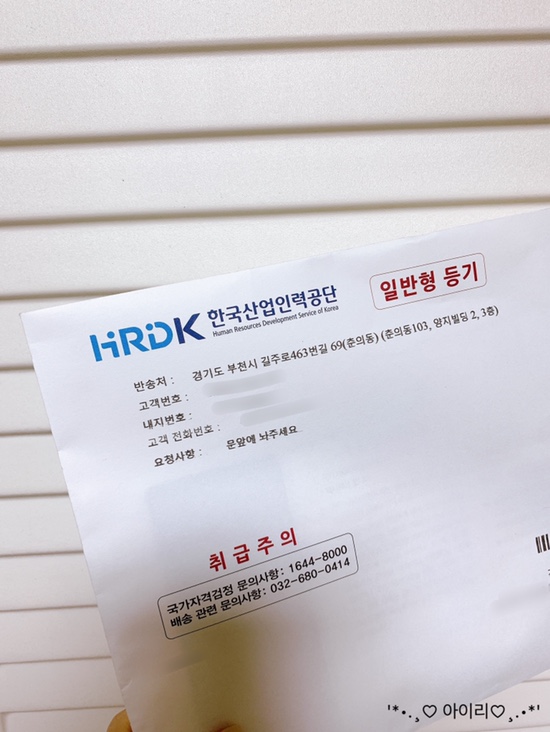 HRDK 한국산업인력공단
Human Resources Development Service of Korea
일반형 등기
반송처 : 경기도 부천시 길주로463번길 69(춘의동) (춘의동103, 양지빌딩 2, 3층)
고객번호 :
내지번호 :
고객 전화번호 :
요청사항 : 문앞에 놔주세요
취급주의
국가자격검정 문의사항: 1644-8000
배송 관련 문의사항: 032-680-0414
'*•.¸♡ 아이리♡¸.•*'